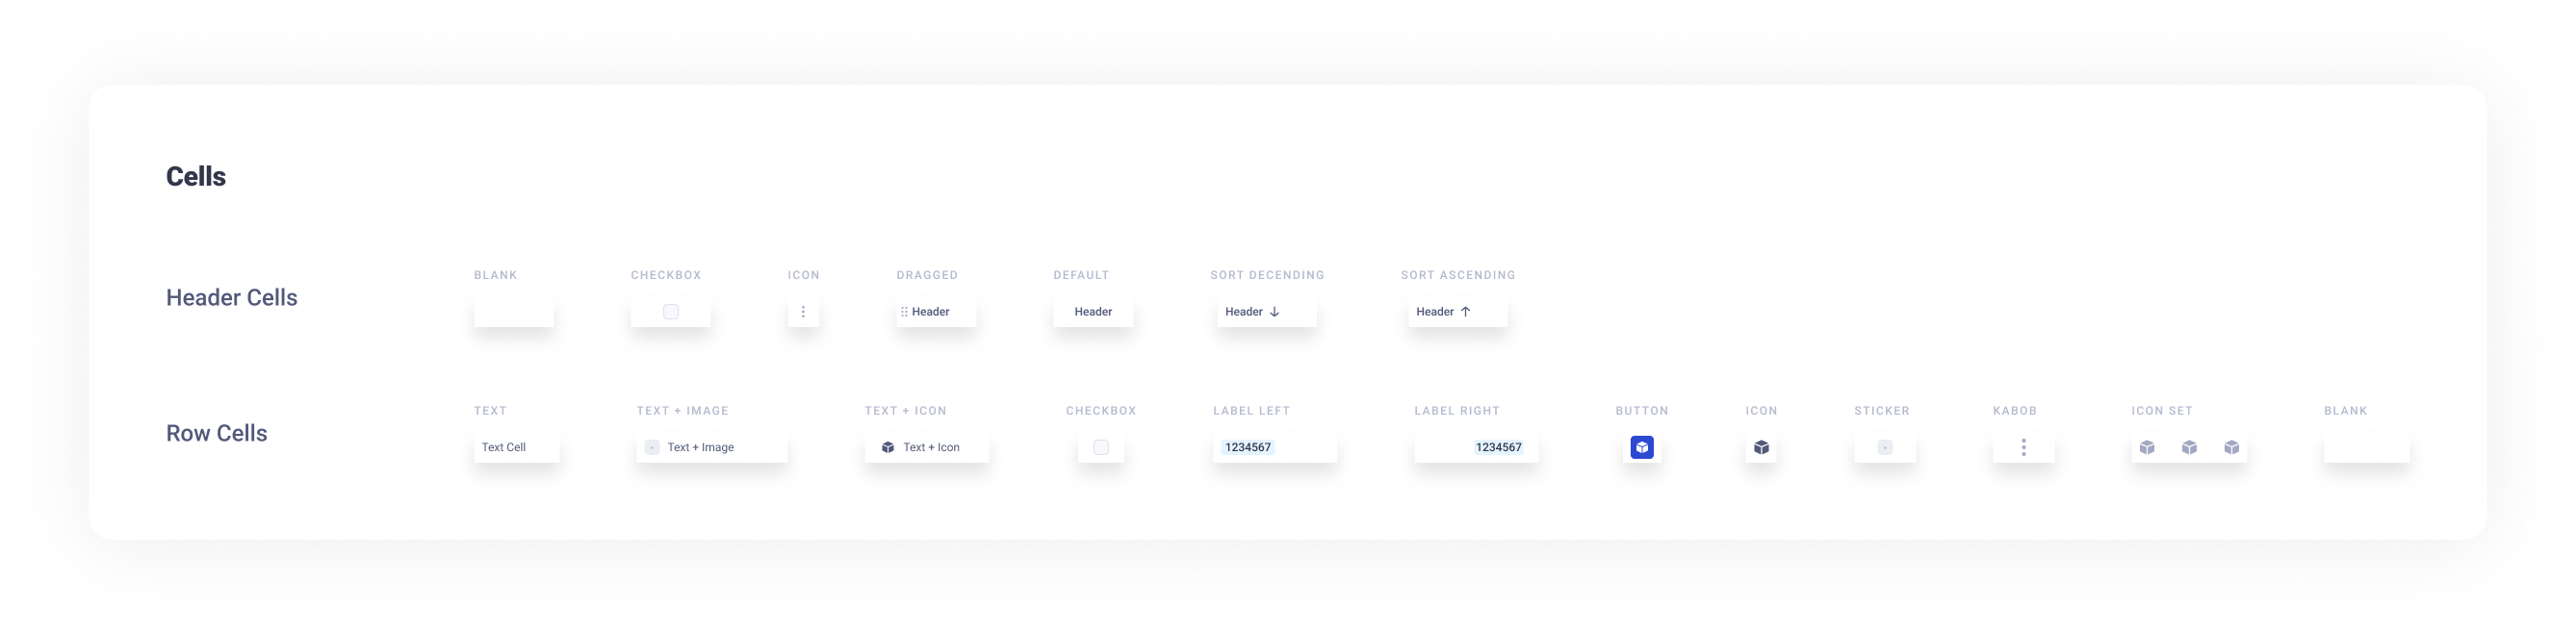 Cells
Header Cells
BLANK CHECKBOX ICON DRAGGED DEFAULT SORT DECENDING SORT ASCENDING
Header Header Header Header
Row Cells
TEXT TEXT + IMAGE TEXT + ICON CHECKBOX LABEL LEFT LABEL RIGHT BUTTON ICON STICKER KABOB ICON SET BLANK
Text Cell Text + Image Text + Icon 1234567 1234567